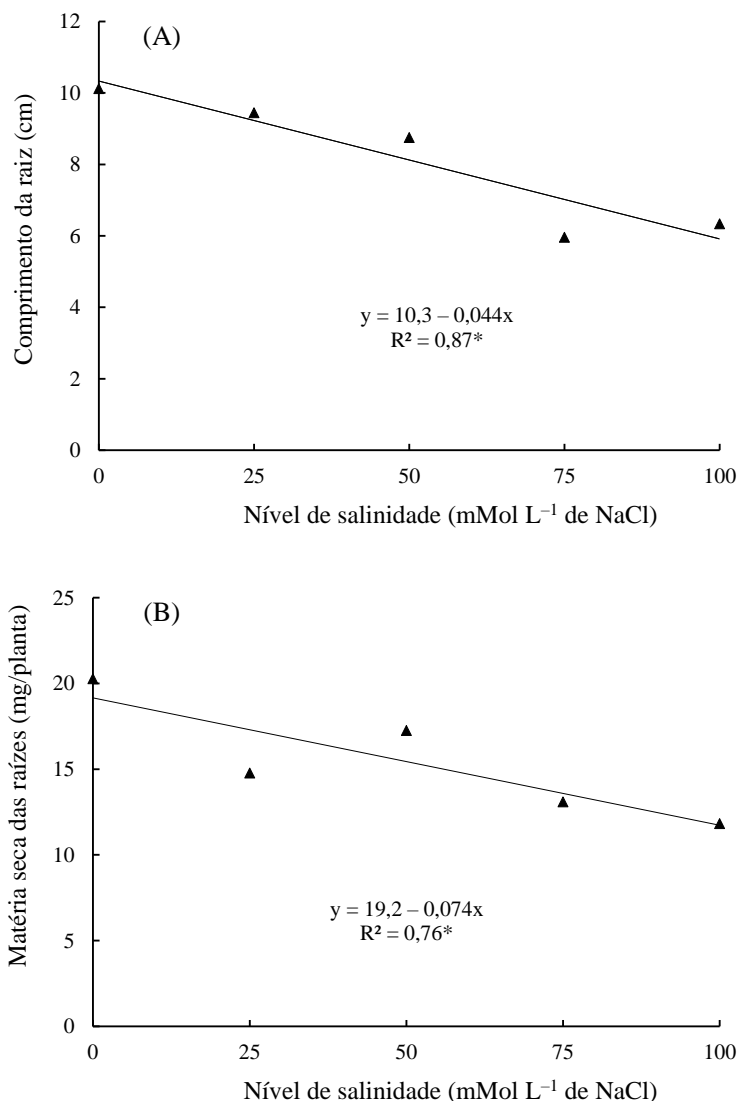 (A)
Comprimento da raiz (cm)
12
10
8
6
4
2
0
y = 10,3 – 0,044x
R² = 0,87*
0 25 50 75 100
Nível de salinidade (mMol L⁻¹ de NaCl)
(B)
Matéria seca das raízes (mg/planta)
25
20
15
10
5
0
y = 19,2 – 0,074x
R² = 0,76*
0 25 50 75 100
Nível de salinidade (mMol L⁻¹ de NaCl)